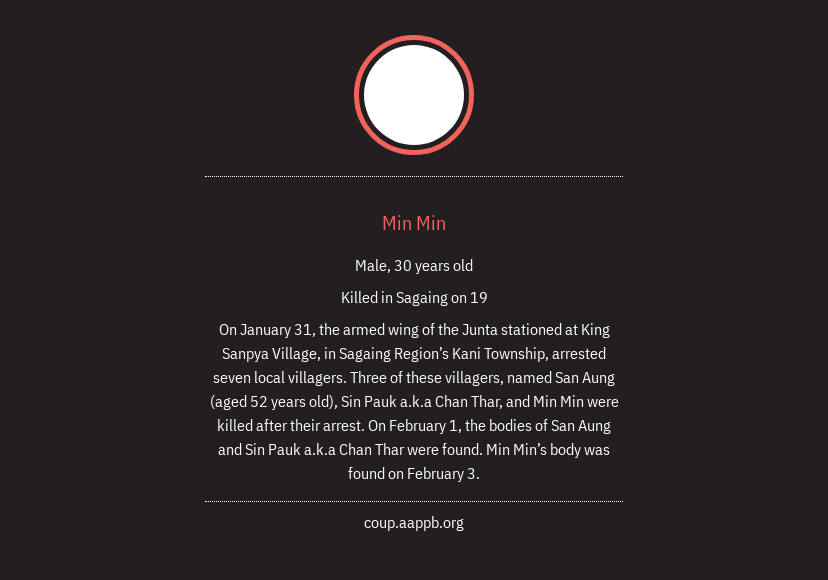 Min Min
Male, 30 years old
Killed in Sagaing on 19
On January 31, the armed wing of the Junta stationed at King
Sanpya Village, in Sagaing Region’s Kani Township, arrested
seven local villagers. Three of these villagers, named San Aung
(aged 52 years old), Sin Pauk a.k.a Chan Thar, and Min Min were
killed after their arrest. On February 1, the bodies of San Aung
and Sin Pauk a.k.a Chan Thar were found. Min Min’s body was
found on February 3.
coup.aappb.org